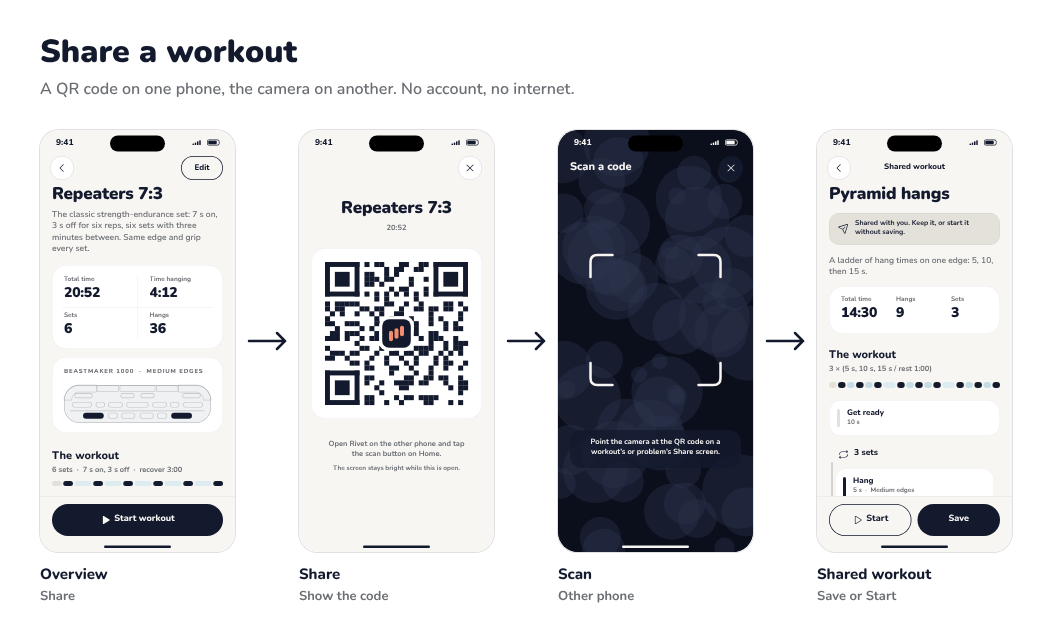 Share a workout
A QR code on one phone, the camera on another. No account, no internet.
9:41
Edit
Repeaters 7:3
The classic strength-endurance set: 7 s on,
3 s off for six reps, six sets with three
minutes between. Same edge and grip
every set.
Total time
20:52
Time hanging
4:12
Sets
6
Hangs
36
BEASTMAKER 1000 · MEDIUM EDGES
The workout
6 sets · 7 s on, 3 s off · recover 3:00
Start workout
Overview
Share
9:41
Repeaters 7:3
20:52
Open Rivet on the other phone and tap
the scan button on Home.
The screen stays bright while this is open.
Share
Show the code
9:41
Scan a code
Point the camera at the QR code on a
workout's or problem's Share screen.
Scan
Other phone
9:41
Shared workout
Pyramid hangs
Shared with you. Keep it, or start it
without saving.
A ladder of hang times on one edge: 5, 10,
then 15 s.
Total time
14:30
Hangs
9
Sets
3
The workout
3 × (5 s, 10 s, 15 s / rest 1:00)
Get ready
10 s
3 sets
Hang
5 s · Medium edges
Start
Save
Shared workout
Save or Start